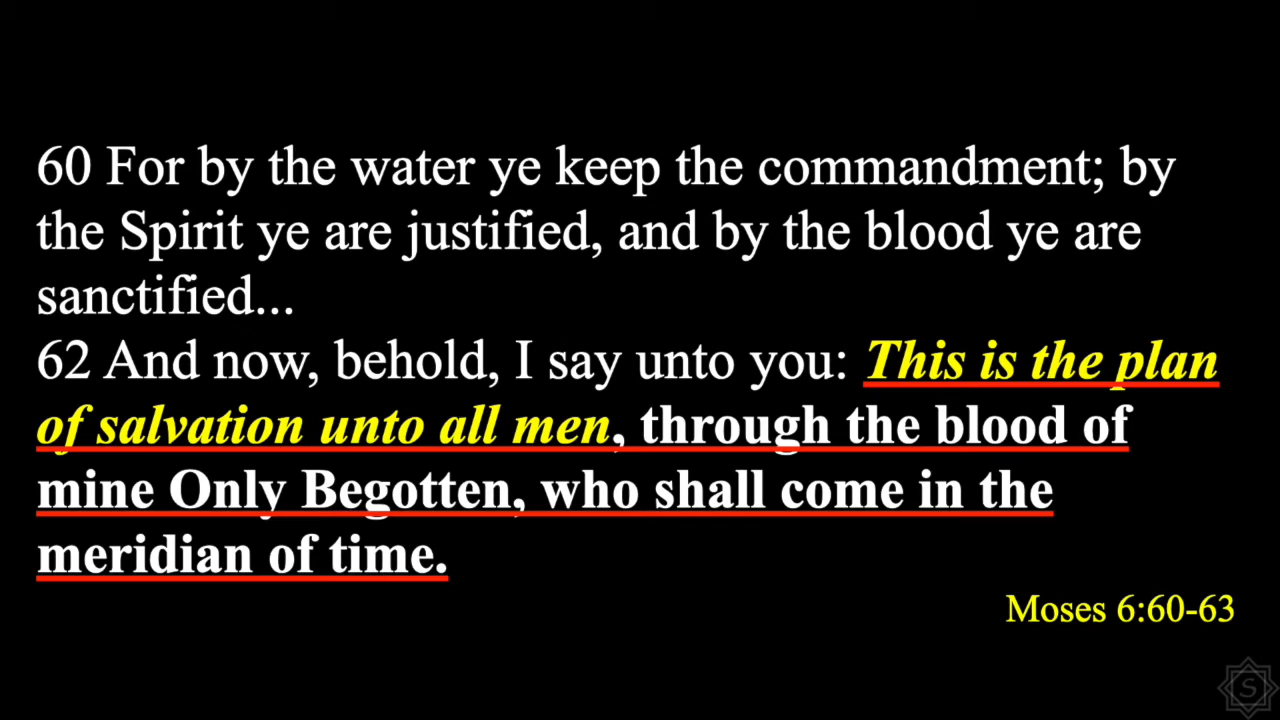 60 For by the water ye keep the commandment; by
the Spirit ye are justified, and by the blood ye are
sanctified...
62 And now, behold, I say unto you: This is the plan
of salvation unto all men, through the blood of
mine Only Begotten, who shall come in the
meridian of time.
Moses 6:60-63
S